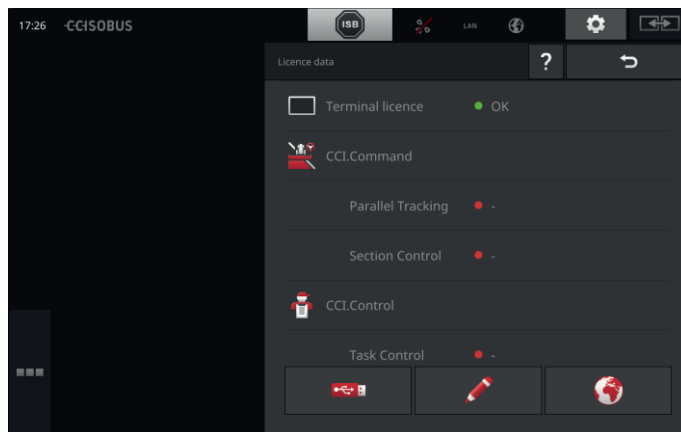 17:26 CCISOBUS ISB LAN
Licence data ?
Terminal licence OK
CCI.Command
Parallel Tracking -
Section Control -
CCI.Control
Task Control -